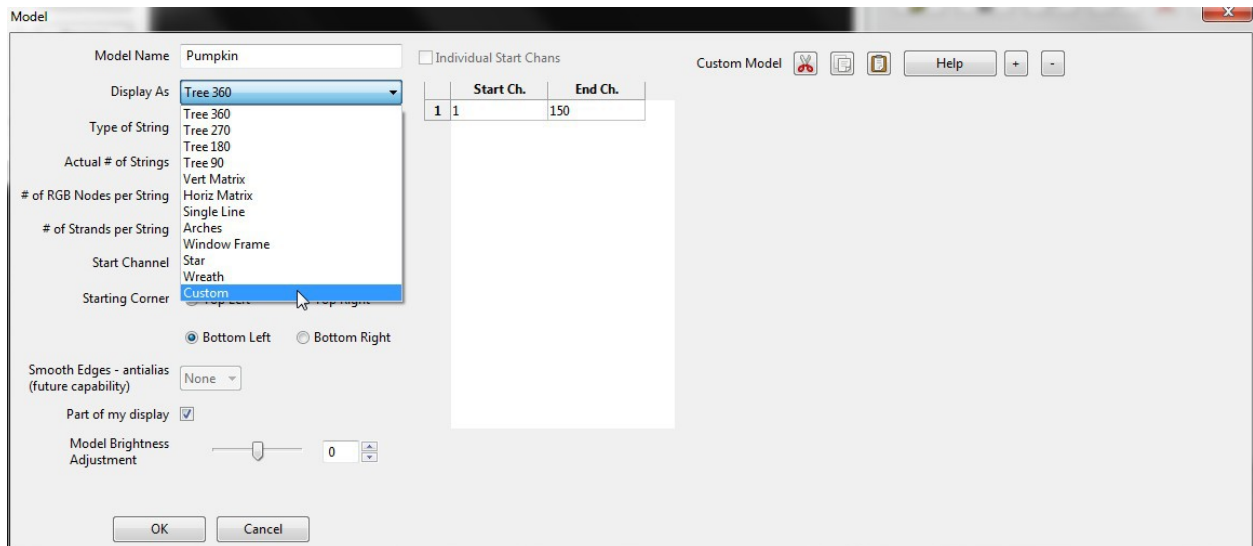 Model
Model Name Pumpkin
Individual Start Chans
Custom Model Help + -
Display As Tree 360
Start Ch. End Ch.
1 1 150
Tree 360
Type of String Tree 270
Tree 180
Actual # of Strings Tree 90
Vert Matrix
# of RGB Nodes per String Horiz Matrix
Single Line
# of Strands per String Arches
Window Frame
Start Channel Star
Wreath
Starting Corner Custom
Top Left Top Right
Bottom Left Bottom Right
Smooth Edges - antialias
(future capability) None
Part of my display
Model Brightness
Adjustment 0
OK Cancel